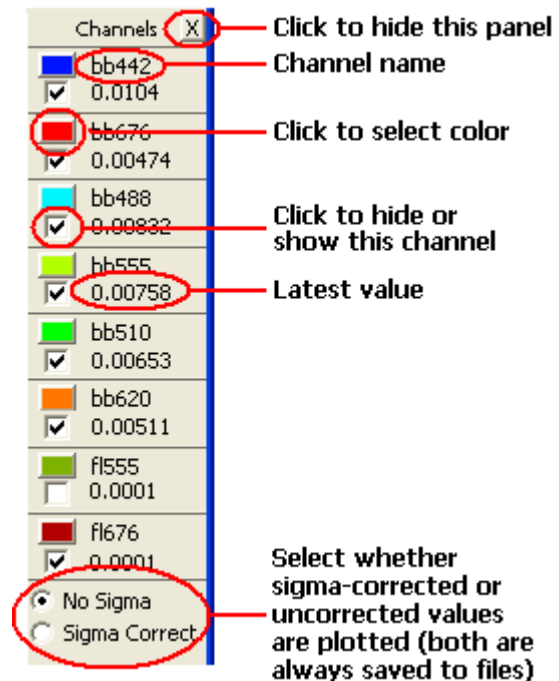 Channels X
Click to hide this panel
bb442
Channel name
0.0104
bb676
Click to select color
0.00474
bb488
0.00832
Click to hide or
show this channel
bb555
0.00758
Latest value
bb510
0.00653
bb620
0.00511
fl555
0.0001
fl676
0.0001
No Sigma
Sigma Correct
Select whether
sigma-corrected or
uncorrected values
are plotted (both are
always saved to files)